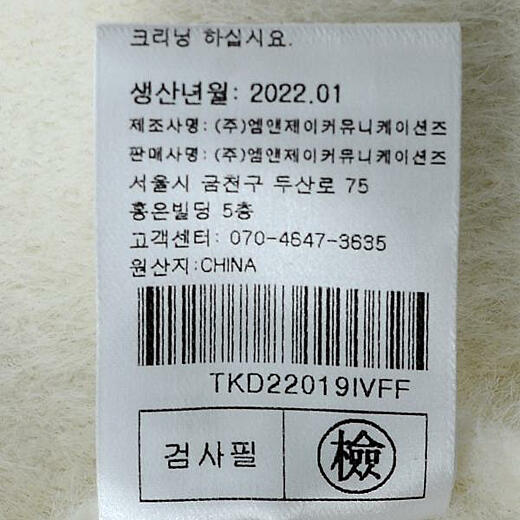 크리닝 하십시요.
생산년월: 2022.01
제조사명: (주)엠앤제이커뮤니케이션즈
판매사명: (주)엠앤제이커뮤니케이션즈
서울시 금천구 두산로 75
홍은빌딩 5층
고객센터: 070-4647-3635
원산지:CHINA
TKD22019IVFF
검사필 檢